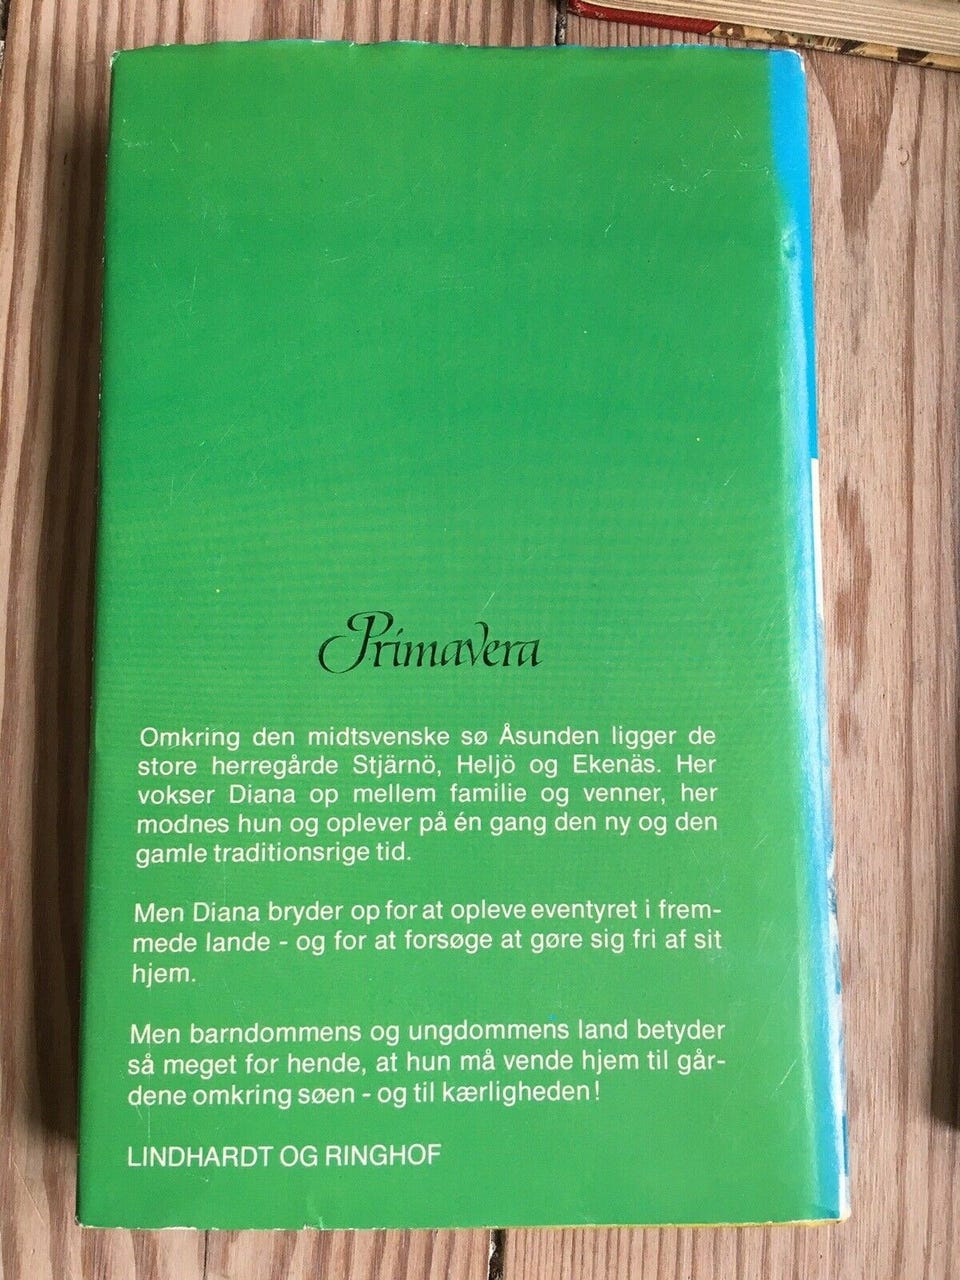 Primavera
Omkring den midtsvenske sø Åsunden ligger de
store herregårde Stjärnö, Heljö og Ekenäs. Her
vokser Diana op mellem familie og venner, her
modnes hun og oplever på én gang den ny og den
gamle traditionsrige tid.
Men Diana bryder op for at opleve eventyret i frem-
mede lande - og for at forsøge at gøre sig fri af sit
hjem.
Men barndommens og ungdommens land betyder
så meget for hende, at hun må vende hjem til går-
dene omkring søen - og til kærligheden!
LINDHARDT OG RINGHOF